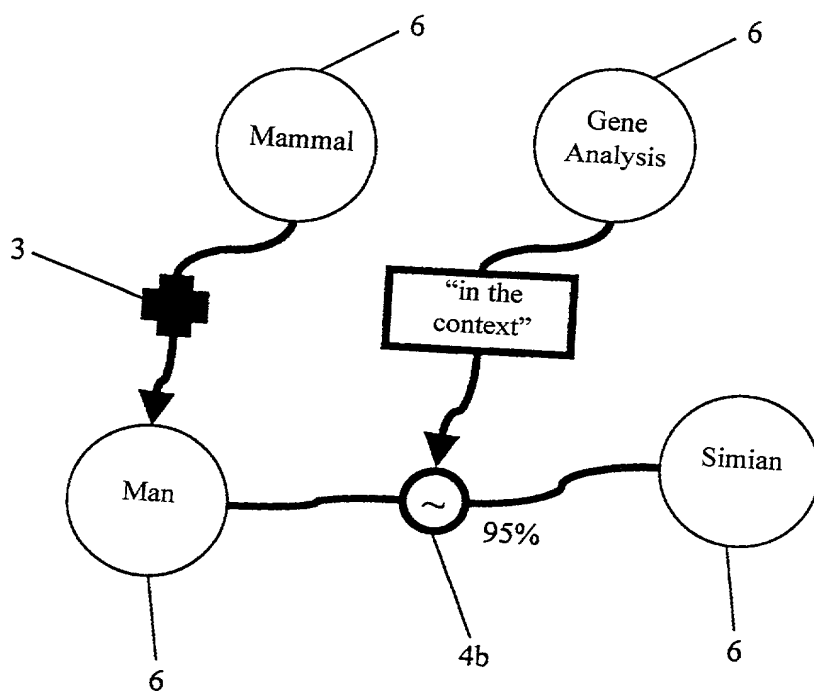 6
6
Mammal
Gene
Analysis
3
“in the
context”
Man
~
Simian
95%
6
4b
6